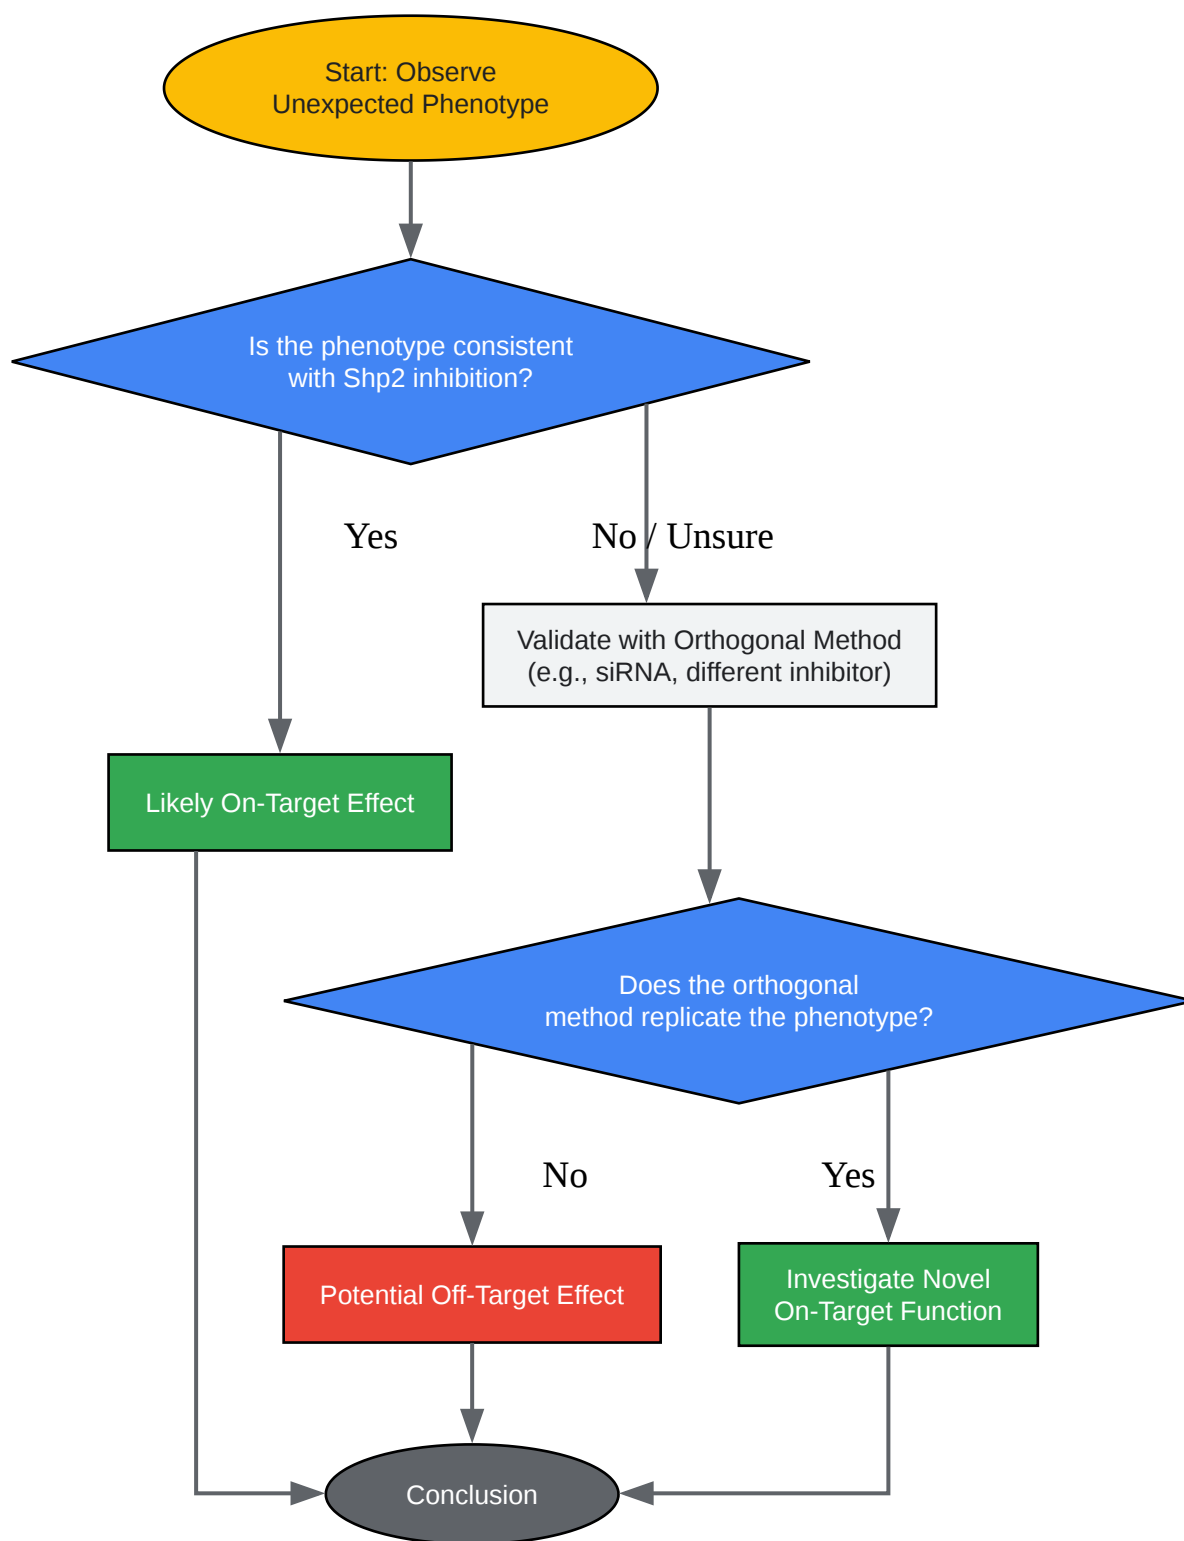 Start: Observe
Unexpected Phenotype
Is the phenotype consistent
with Shp2 inhibition?
Yes
No / Unsure
Validate with Orthogonal Method
(e.g., siRNA, different inhibitor)
Likely On-Target Effect
Does the orthogonal
method replicate the phenotype?
No
Yes
Potential Off-Target Effect
Investigate Novel
On-Target Function
Conclusion